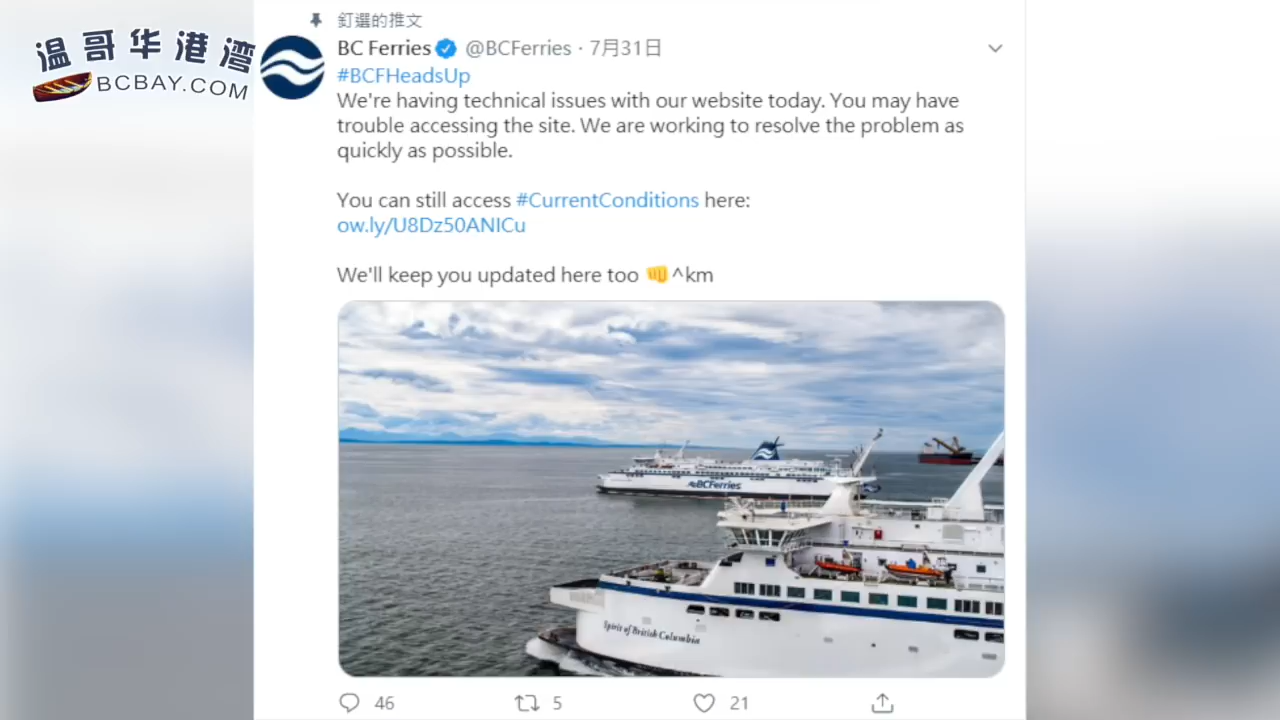 温哥华港湾
BCBAY.COM
釘選的推文
BC Ferries @BCFerries · 7月31日
#BCFHeadsUp
We're having technical issues with our website today. You may have
trouble accessing the site. We are working to resolve the problem as
quickly as possible.
You can still access #CurrentConditions here:
ow.ly/U8Dz50ANICu
We'll keep you updated here too 👊 ^km
BCFerries
Spirit of British Columbia
46 5 21